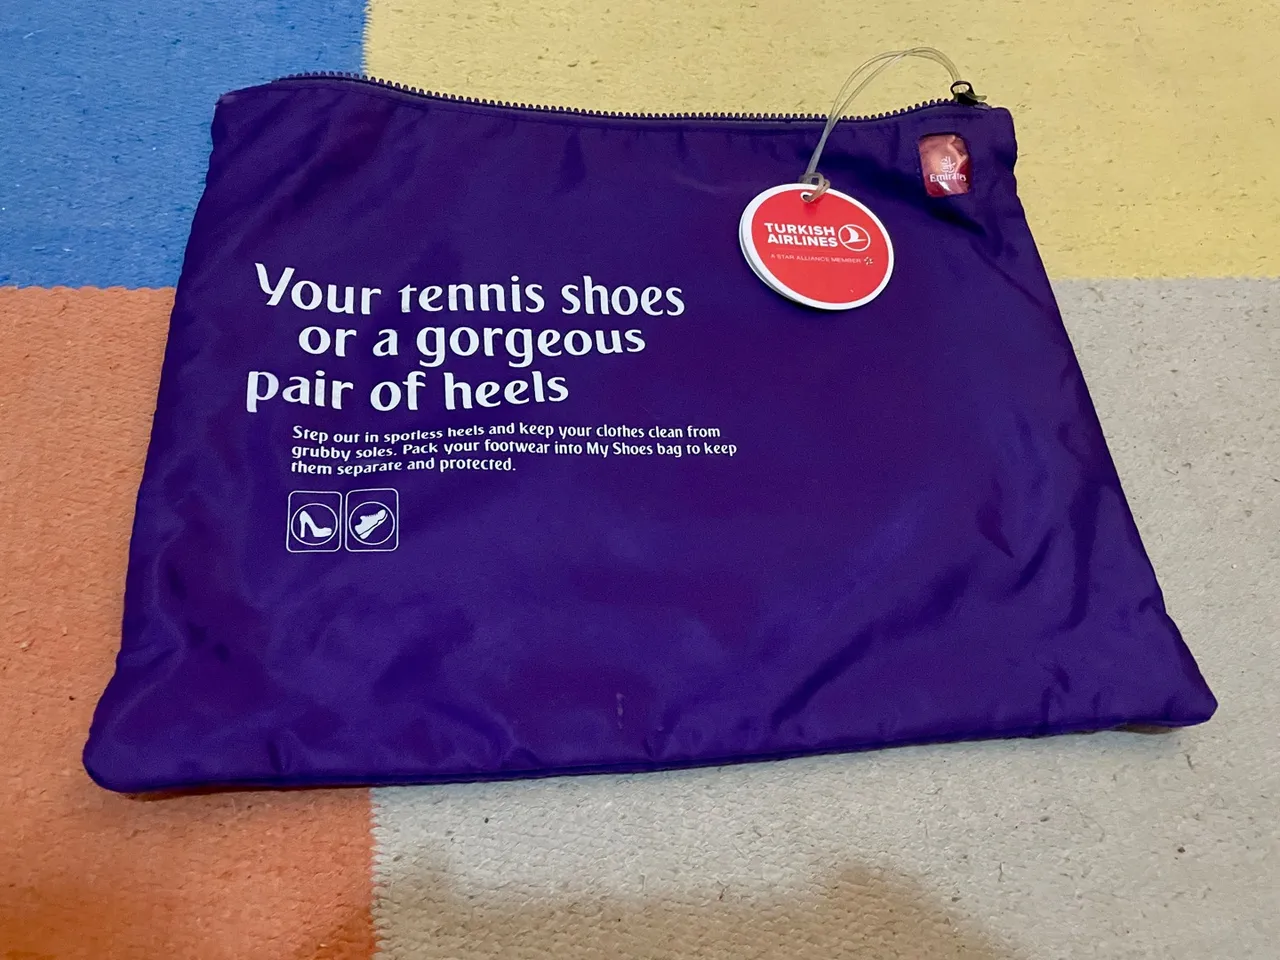 Emirates
TURKISH
AIRLINES
A STAR ALLIANCE MEMBER
Your tennis shoes
or a gorgeous
pair of heels
Step out in spotless heels and keep your clothes clean from
grubby soles. Pack your footwear into My Shoes bag to keep
them separate and protected.